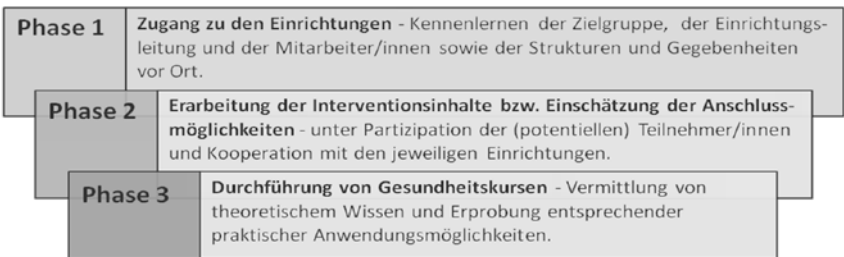 Phase 1
Zugang zu den Einrichtungen - Kennenlernen der Zielgruppe, der Einrichtungs-
leitung und der Mitarbeiter/innen sowie der Strukturen und Gegebenheiten
vor Ort.
Phase 2
Erarbeitung der Interventionsinhalte bzw. Einschätzung der Anschluss-
möglichkeiten - unter Partizipation der (potentiellen) Teilnehmer/innen
und Kooperation mit den jeweiligen Einrichtungen.
Phase 3
Durchführung von Gesundheitskursen - Vermittlung von
theoretischem Wissen und Erprobung entsprechender
praktischer Anwendungsmöglichkeiten.